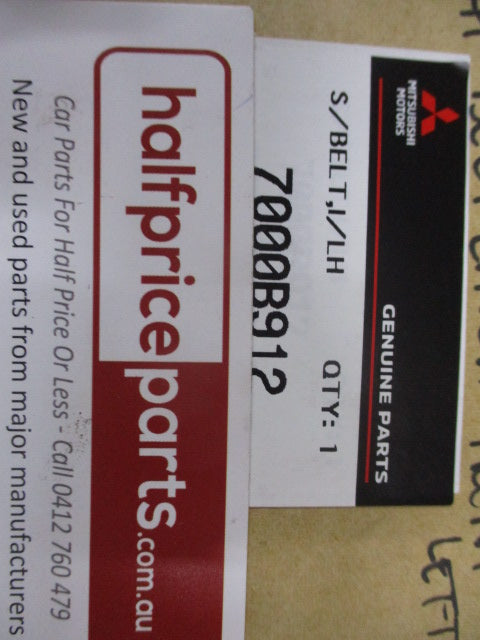 MITSUBISHI
MOTORS
GENUINE PARTS
S/BELT,I/LH QTY: 1
7000B912
halfpriceparts.com.au
Car Parts For Half Price Or Less - Call 0412 760 479
New and used parts from major manufacturers
LEFT